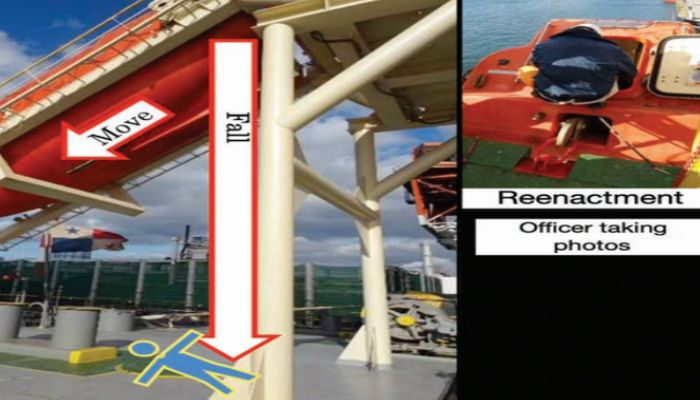 Move
Fall
Reenactment
Officer taking
photos